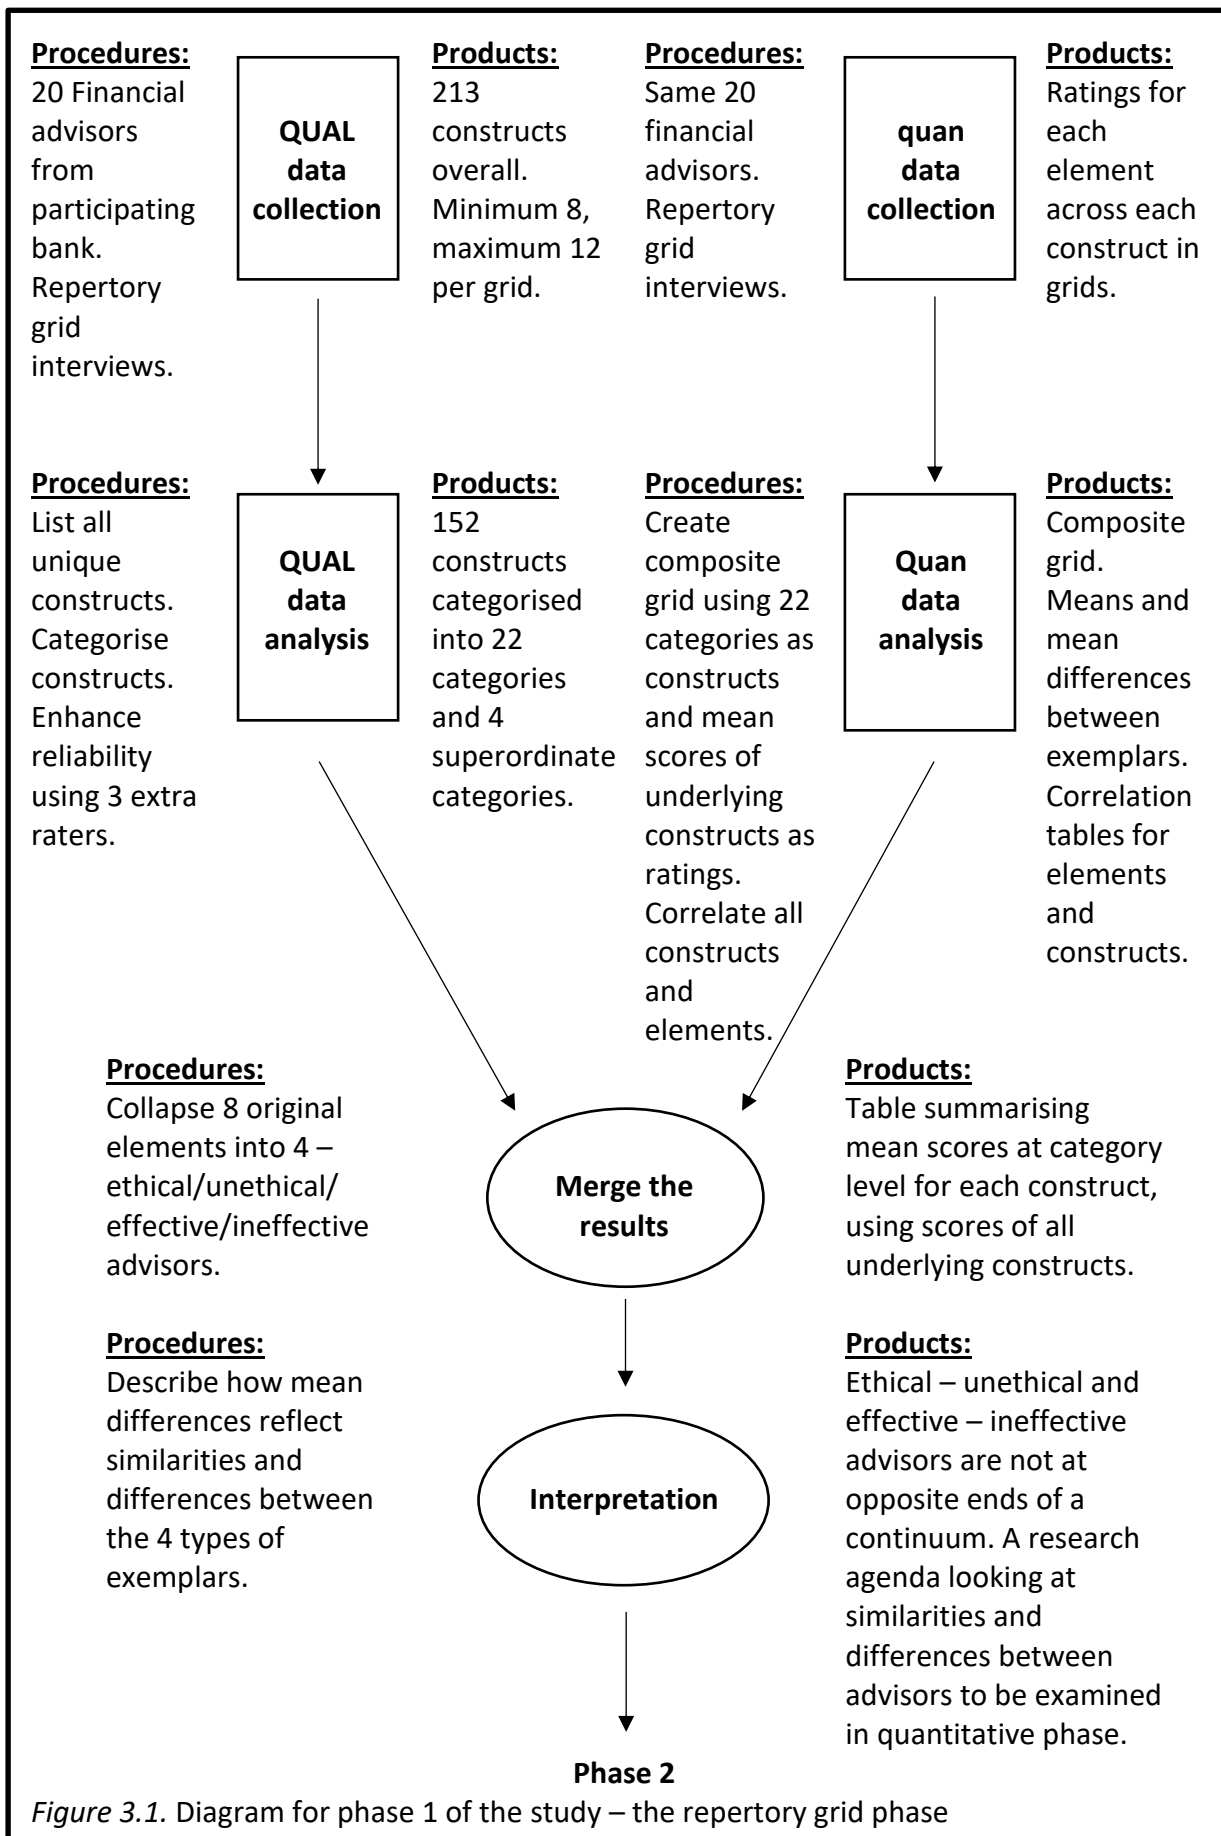 Procedures:
20 Financial
advisors
from
participating
bank.
Repertory
grid
interviews.
QUAL
data
collection
Products:
213
constructs
overall.
Minimum 8,
maximum 12
per grid.
Procedures:
Same 20
financial
advisors.
Repertory
grid
interviews.
quan
data
collection
Products:
Ratings for
each
element
across each
construct in
grids.
Procedures:
List all
unique
constructs.
Categorise
constructs.
Enhance
reliability
using 3 extra
raters.
QUAL
data
analysis
Products:
152
constructs
categorised
into 22
categories
and 4
superordinate
categories.
Procedures:
Create
composite
grid using 22
categories as
constructs
and mean
scores of
underlying
constructs as
ratings.
Correlate all
constructs
and
elements.
Quan
data
analysis
Products:
Composite
grid.
Means and
mean
differences
between
exemplars.
Correlation
tables for
elements
and
constructs.
Procedures:
Collapse 8 original
elements into 4 –
ethical/unethical/
effective/ineffective
advisors.
Merge the
results
Products:
Table summarising
mean scores at category
level for each construct,
using scores of all
underlying constructs.
Procedures:
Describe how mean
differences reflect
similarities and
differences between
the 4 types of
exemplars.
Interpretation
Products:
Ethical – unethical and
effective – ineffective
advisors are not at
opposite ends of a
continuum. A research
agenda looking at
similarities and
differences between
advisors to be examined
in quantitative phase.
Phase 2
Figure 3.1. Diagram for phase 1 of the study – the repertory grid phase